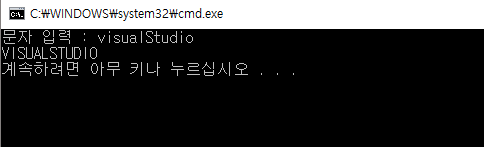 C:₩WINDOWS₩system32₩cmd.exe
문자 입력 : visualStudio
VISUALSTUDIO
계속하려면 아무 키나 누르십시오 . . .